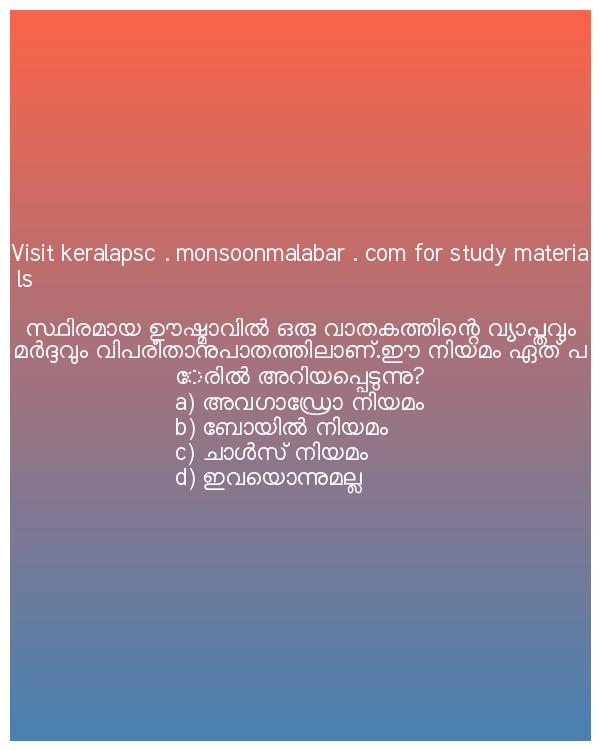 Visit keralapsc . monsoonmalabar . com for study materia
ls
സ്ഥിരമായ ഊഷ്മാവിൽ ഒരു വാതകത്തിന്റെ വ്യാപ്തവും
മർദ്ദവും വിപരീതാനുപാതത്തിലാണ്.ഈ നിയമം ഏത് പ
േരിൽ അറിയപ്പെടുന്നു?
a) അവഗാഡ്രോ നിയമം
b) ബോയിൽ നിയമം
c) ചാൾസ് നിയമം
d) ഇവയൊന്നുമല്ല